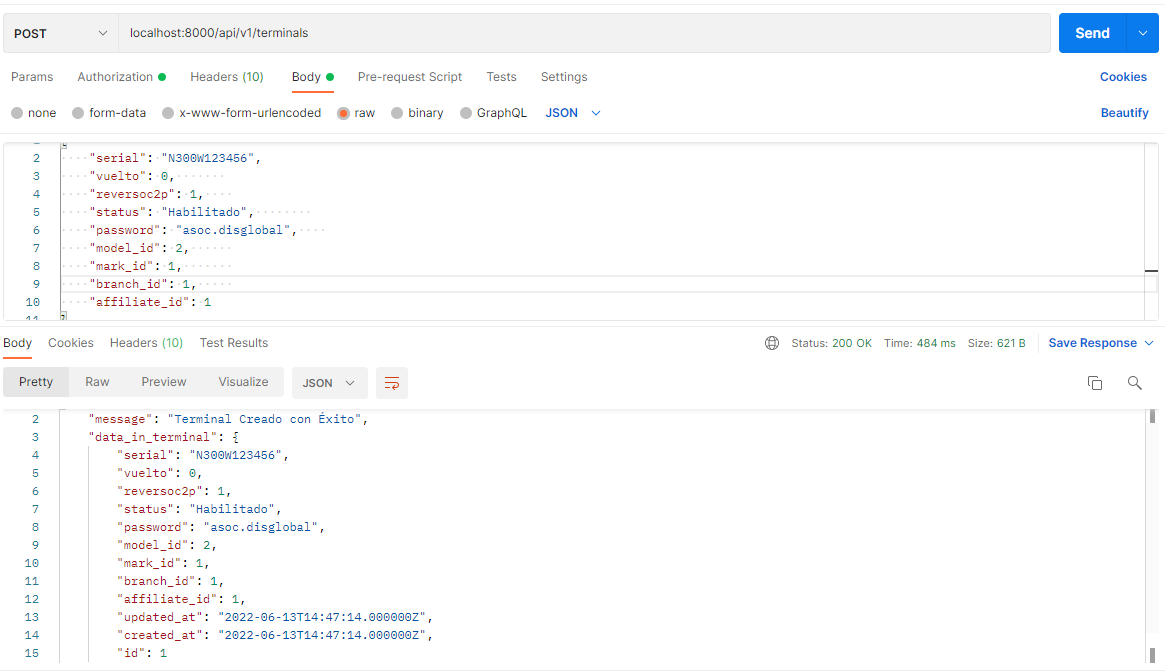 POST localhost:8000/api/v1/terminals Send
Params Authorization Headers (10) Body Pre-request Script Tests Settings Cookies
none form-data x-www-form-urlencoded raw binary GraphQL JSON Beautify
2 "serial": "N300W123456",
3 "vuelto": 0,
4 "reversoc2p": 1,
5 "status": "Habilitado",
6 "password": "asoc.disglobal",
7 "model_id": 2,
8 "mark_id": 1,
9 "branch_id": 1,
10 "affiliate_id": 1
11 }
Body Cookies Headers (10) Test Results Status: 200 OK Time: 484 ms Size: 621 B Save Response
Pretty Raw Preview Visualize JSON
2 "message": "Terminal Creado con Éxito",
3 "data_in_terminal": {
4 "serial": "N300W123456",
5 "vuelto": 0,
6 "reversoc2p": 1,
7 "status": "Habilitado",
8 "password": "asoc.disglobal",
9 "model_id": 2,
10 "mark_id": 1,
11 "branch_id": 1,
12 "affiliate_id": 1,
13 "updated_at": "2022-06-13T14:47:14.000000Z",
14 "created_at": "2022-06-13T14:47:14.000000Z",
15 "id": 1